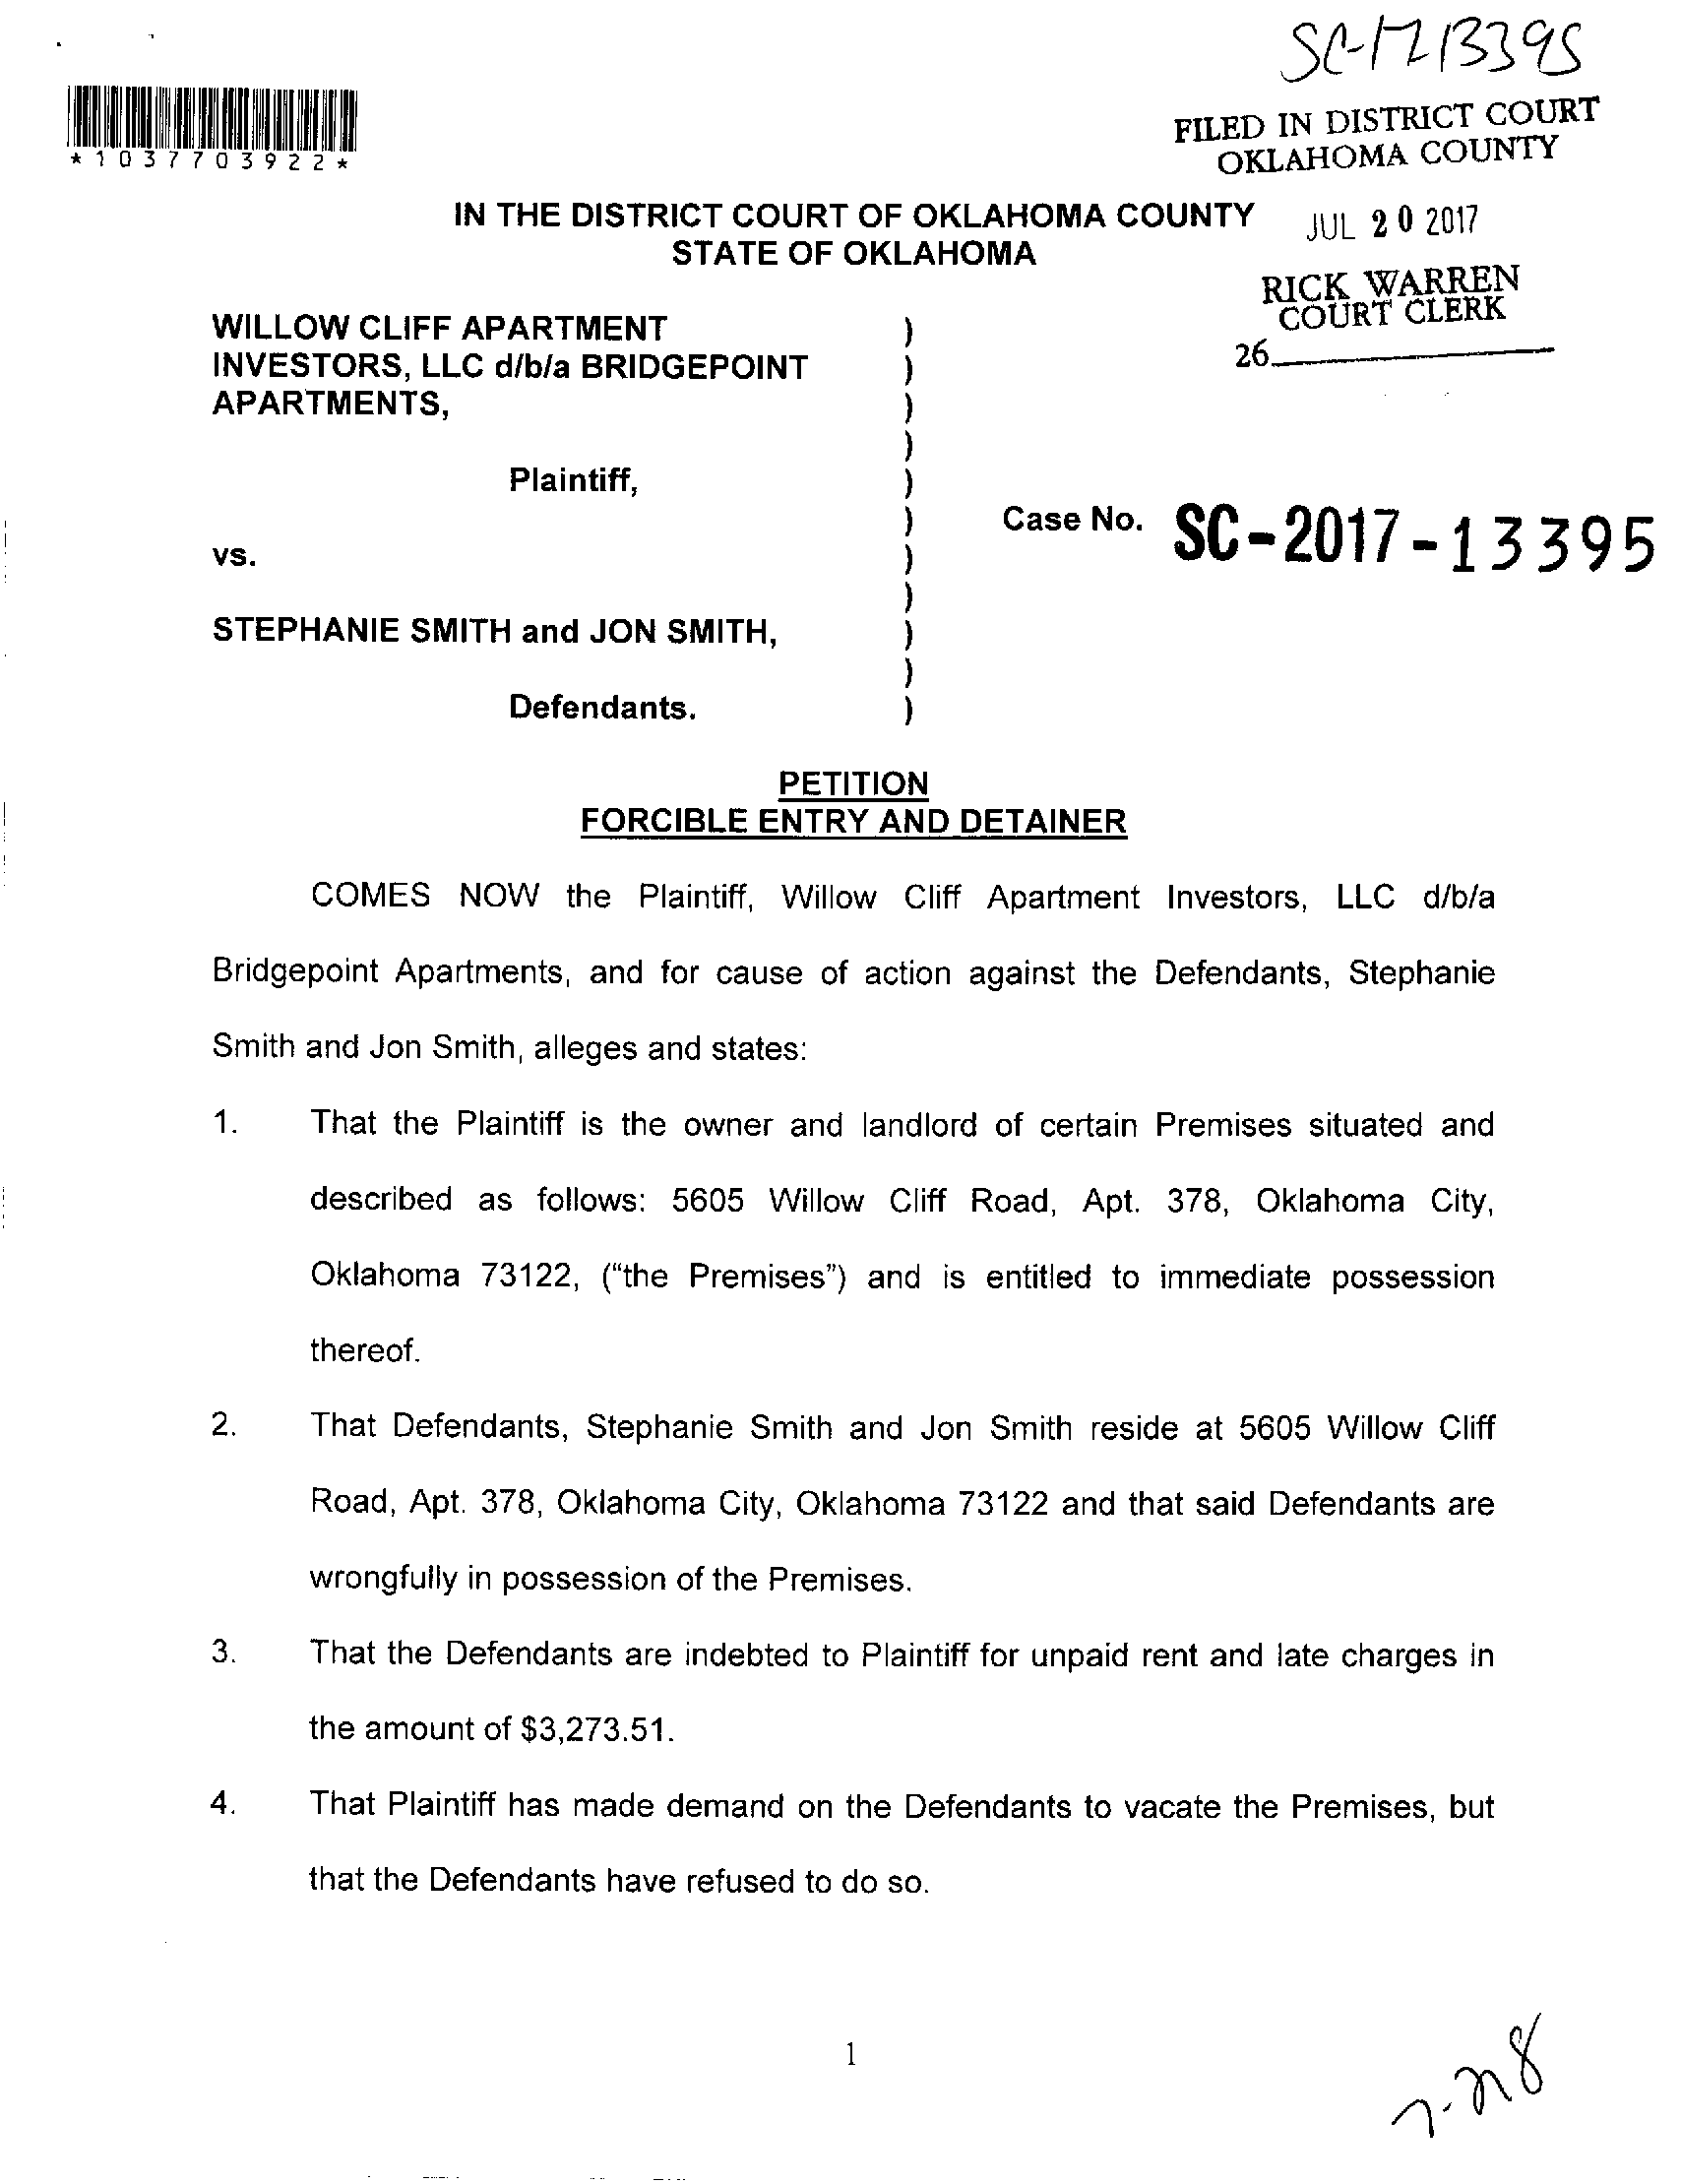 SC-17 13395
*1037703922*
FILED IN DISTRICT COURT
OKLAHOMA COUNTY
IN THE DISTRICT COURT OF OKLAHOMA COUNTY
STATE OF OKLAHOMA
JUL 20 2017
RICK WARREN
COURT CLERK
26
WILLOW CLIFF APARTMENT )
INVESTORS, LLC d/b/a BRIDGEPOINT )
APARTMENTS, )
)
Plaintiff, )
) Case No. SC-2017-13395
vs. )
)
STEPHANIE SMITH and JON SMITH, )
)
Defendants. )
PETITION
FORCIBLE ENTRY AND DETAINER
COMES NOW the Plaintiff, Willow Cliff Apartment Investors, LLC d/b/a
Bridgepoint Apartments, and for cause of action against the Defendants, Stephanie
Smith and Jon Smith, alleges and states:
1. That the Plaintiff is the owner and landlord of certain Premises situated and
described as follows: 5605 Willow Cliff Road, Apt. 378, Oklahoma City,
Oklahoma 73122, (“the Premises”) and is entitled to immediate possession
thereof.
2. That Defendants, Stephanie Smith and Jon Smith reside at 5605 Willow Cliff
Road, Apt. 378, Oklahoma City, Oklahoma 73122 and that said Defendants are
wrongfully in possession of the Premises.
3. That the Defendants are indebted to Plaintiff for unpaid rent and late charges in
the amount of $3,273.51.
4. That Plaintiff has made demand on the Defendants to vacate the Premises, but
that the Defendants have refused to do so.
1